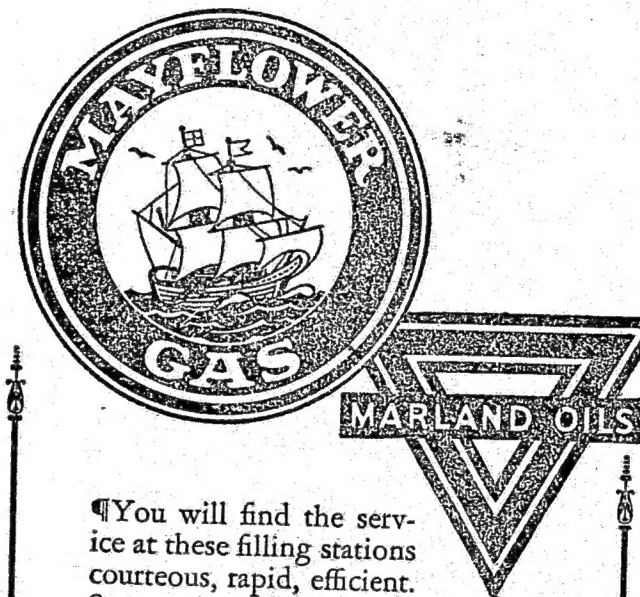 MAYFLOWER
GAS
MARLAND OILS
¶You will find the serv-
ice at these filling stations
courteous, rapid, efficient.